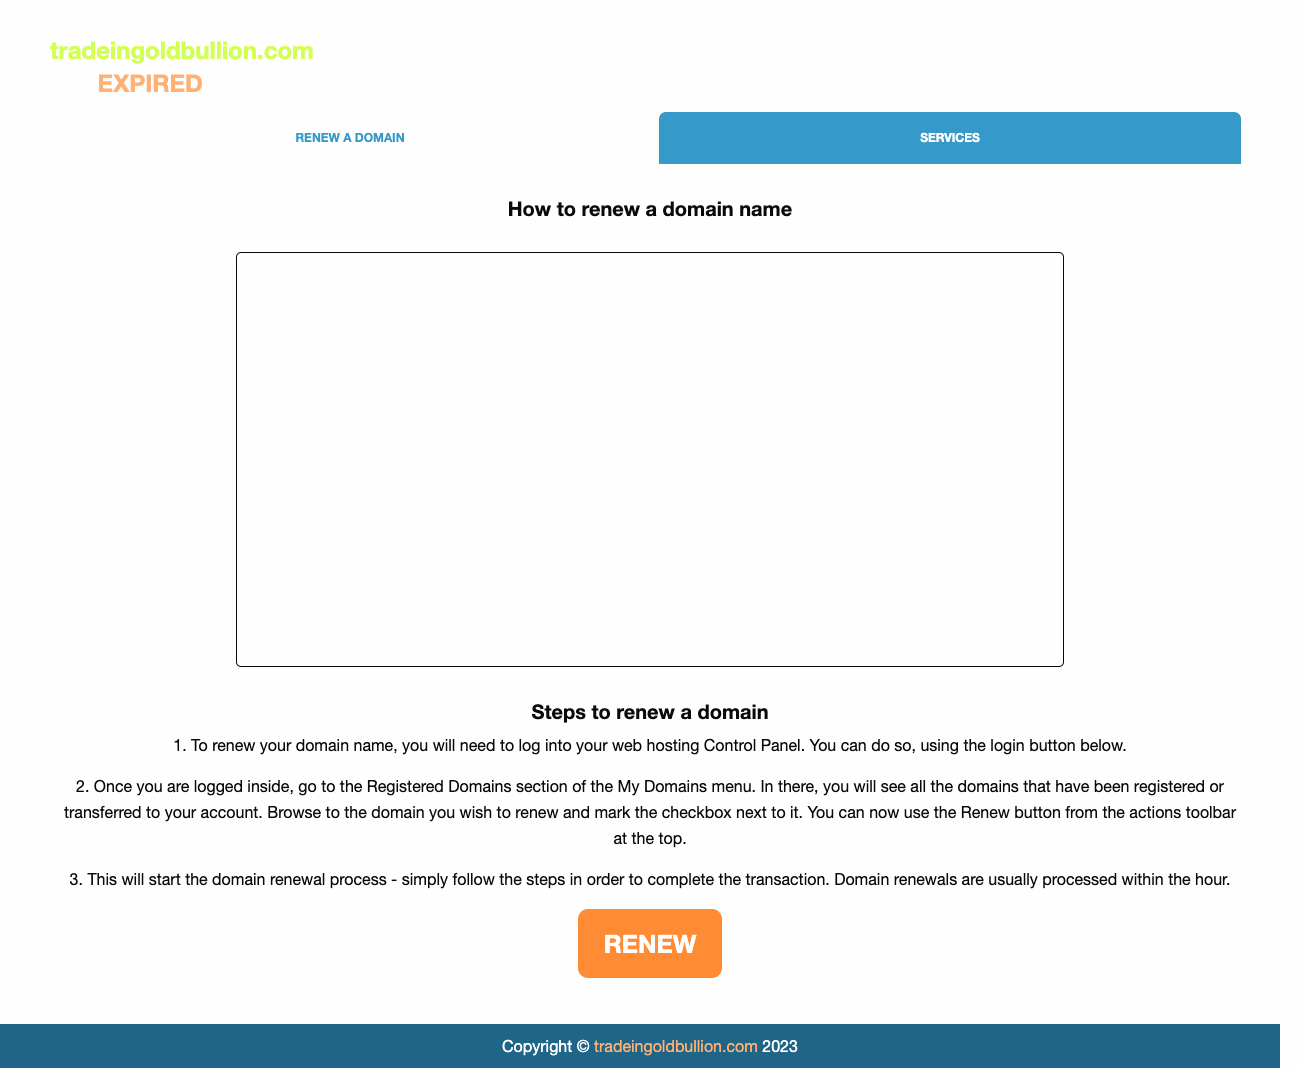 tradeingoldbullion.com
EXPIRED
RENEW A DOMAIN
SERVICES
How to renew a domain name
Steps to renew a domain
1. To renew your domain name, you will need to log into your web hosting Control Panel. You can do so, using the login button below.
2. Once you are logged inside, go to the Registered Domains section of the My Domains menu. In there, you will see all the domains that have been registered or
transferred to your account. Browse to the domain you wish to renew and mark the checkbox next to it. You can now use the Renew button from the actions toolbar
at the top.
3. This will start the domain renewal process - simply follow the steps in order to complete the transaction. Domain renewals are usually processed within the hour.
RENEW
Copyright © tradeingoldbullion.com 2023